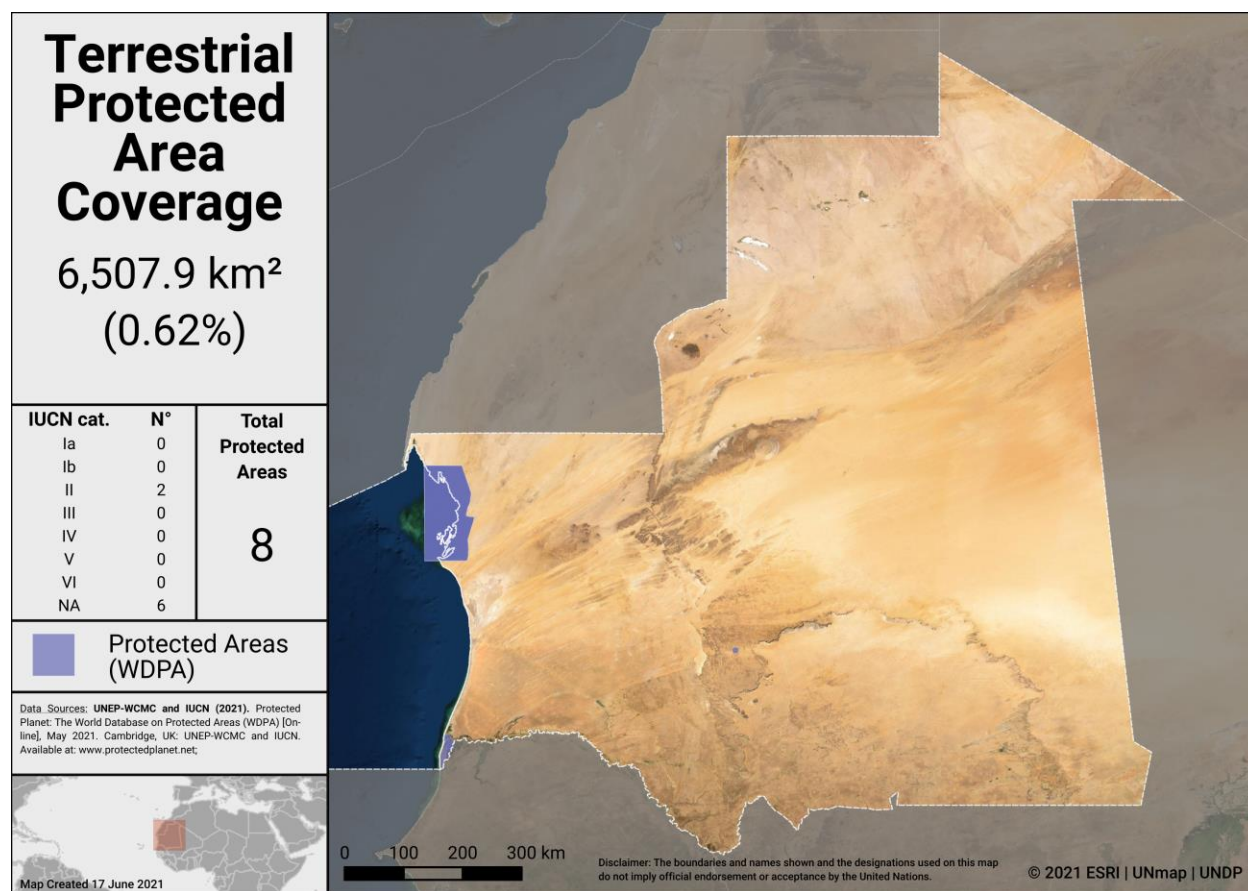 Terrestrial
Protected
Area
Coverage
6,507.9 km²
(0.62%)
IUCN cat. N°
Ia 0
Ib 0
II 2
III 0
IV 0
V 0
VI 0
NA 6
Total
Protected
Areas
8
Protected Areas
(WDPA)
Data Sources: UNEP-WCMC and IUCN (2021). Protected
Planet: The World Database on Protected Areas (WDPA) [On-
line], May 2021. Cambridge, UK: UNEP-WCMC and IUCN.
Available at: www.protectedplanet.net;
Map Created 17 June 2021
0 100 200 300 km
Disclaimer: The boundaries and names shown and the designations used on this map
do not imply official endorsement or acceptance by the United Nations.
© 2021 ESRI | UNmap | UNDP